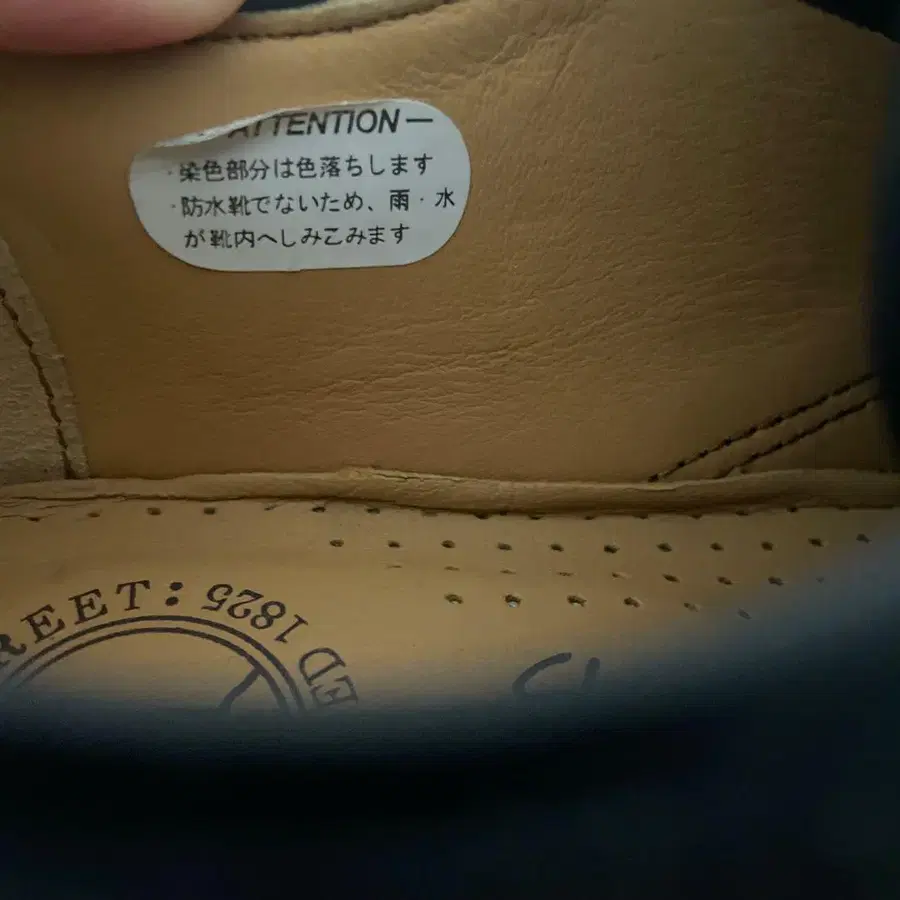 ATTENTION—
・染色部分は色落ちします
・防水靴でないため、雨・水
が靴内へしみこみます
REET: 1825
ED